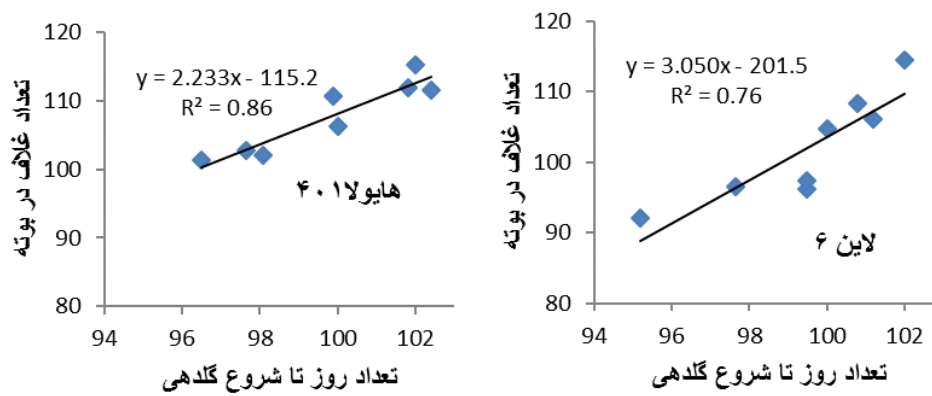 تعداد غلاف در بوته
120
110
100
90
80
y = 2.233x - 115.2
R² = 0.86
هایولا۴۰۱
94 96 98 100 102
تعداد روز تا شروع گلدهی
تعداد غلاف در بوته
120
110
100
90
80
y = 3.050x - 201.5
R² = 0.76
لاین ۶
94 96 98 100 102
تعداد روز تا شروع گلدهی